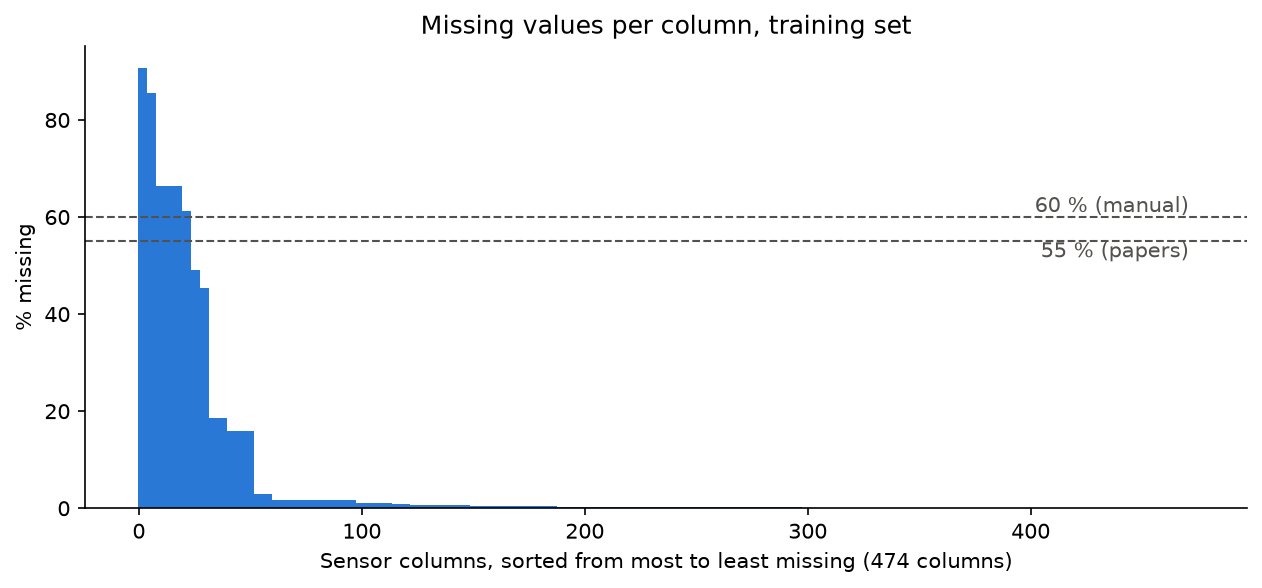 Missing values per column, training set
% missing
80
60
40
20
0
60 % (manual)
55 % (papers)
0 100 200 300 400
Sensor columns, sorted from most to least missing (474 columns)